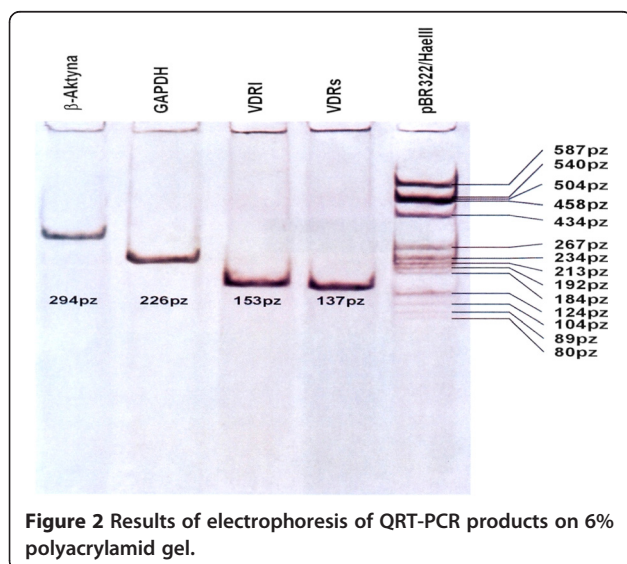 β-Aktyna
GAPDH
VDRl
VDRs
pBR322/HaeIII
587pz
540pz
504pz
458pz
434pz
267pz
234pz
213pz
192pz
184pz
124pz
104pz
89pz
80pz
294pz
226pz
153pz
137pz
Figure 2 Results of electrophoresis of QRT-PCR products on 6%
polyacrylamid gel.